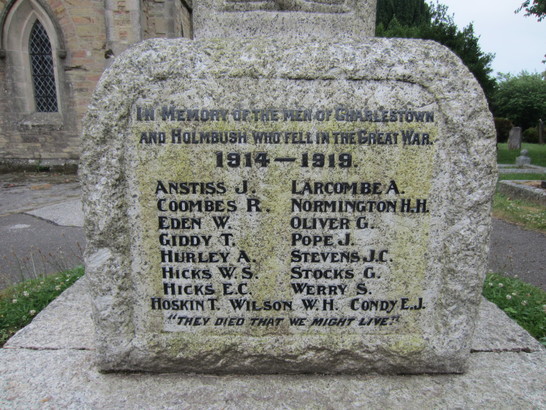 IN MEMORY OF THE MEN OF CHARLESTOWN
AND HOLMBUSH WHO FELL IN THE GREAT WAR.
1914—1919.
ANSTISS J. LARCOMBE A.
COOMBES R. NORMINGTON H.H.
EDEN W. OLIVER G.
GIDDY T. POPE J.
HURLEY A. STEVENS J.C.
HICKS W.S. STOCKS G.
HICKS E.C. WERRY S.
HOSKIN T. WILSON W.H. CONDY E.J.
"THEY DIED THAT WE MIGHT LIVE."